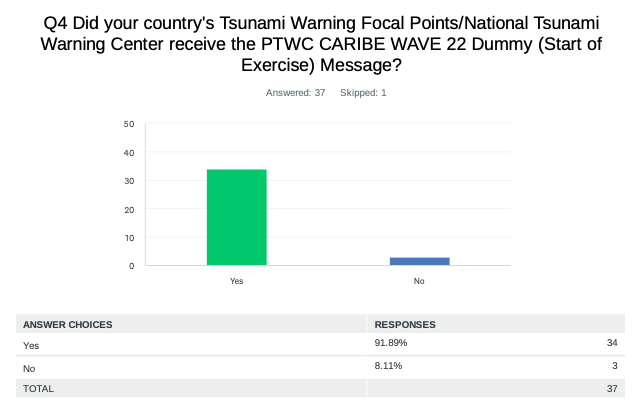 Q4 Did your country's Tsunami Warning Focal Points/National Tsunami
Warning Center receive the PTWC CARIBE WAVE 22 Dummy (Start of
Exercise) Message?
Answered: 37 Skipped: 1
50
40
30
20
10
0
Yes No
ANSWER CHOICES RESPONSES
Yes 91.89% 34
No 8.11% 3
TOTAL 37